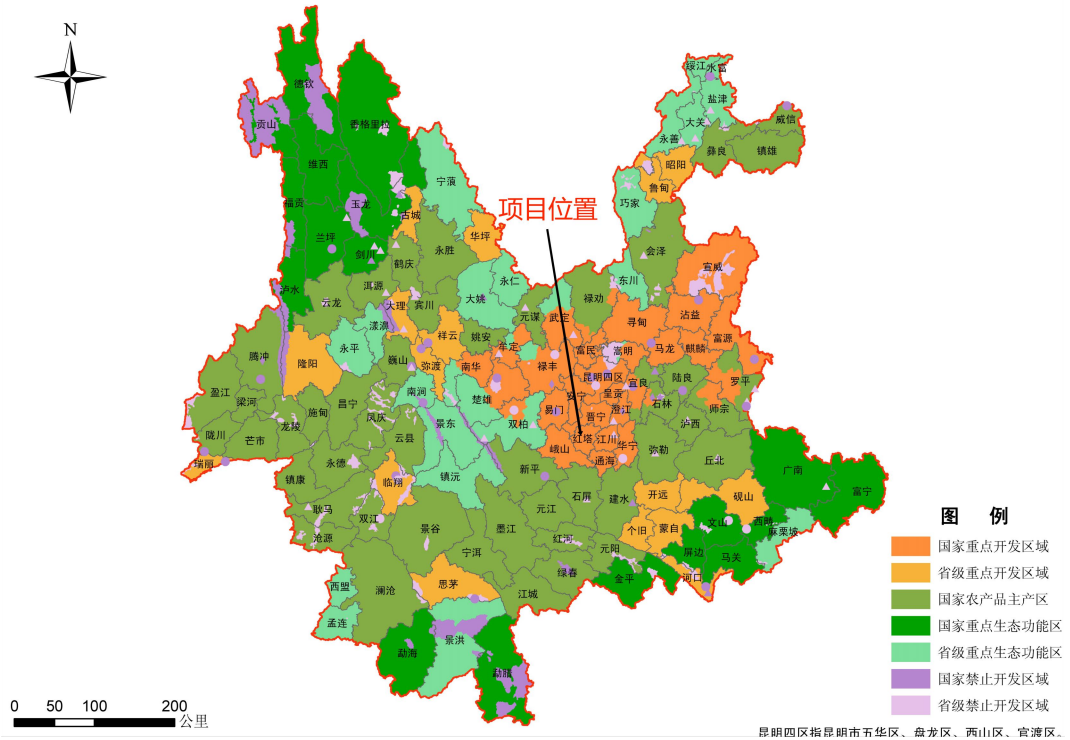 N
绥江 水富
盐津
大关
永善
威信
彝良
镇雄
昭阳
鲁甸
巧家
德钦
贡山
香格里拉
维西
福贡
玉龙
兰坪
剑川
泸水
宁蒗
古城
华坪
永胜
鹤庆
项目位置
会泽
宣威
东川
洱源
云龙
大理
宾川
漾濞
永平
祥云
弥渡
巍山
大姚
永仁
元谋
武定
禄劝
寻甸
沾益
马龙
麒麟
富源
姚安
牟定
南华
禄丰
富民
嵩明
昆明四区
宜良
安宁
呈贡
易门
晋宁
澄江
石林
陆良
罗平
师宗
泸西
腾冲
隆阳
盈江
梁河
龙陵
施甸
昌宁
凤庆
陇川
芒市
瑞丽
南涧
楚雄
双柏
景东
云县
永德
镇康
临翔
镇沅
红塔
江川
华宁
峨山
通海
弥勒
丘北
新平
石屏
建水
开远
砚山
广南
富宁
耿马
双江
沧源
景谷
墨江
元江
红河
元阳
个旧
蒙自
文山
西畴
麻栗坡
马关
屏边
河口
金平
绿春
宁洱
思茅
江城
西盟
澜沧
孟连
勐海
景洪
勐腊
图 例
国家重点开发区域
省级重点开发区域
国家农产品主产区
国家重点生态功能区
省级重点生态功能区
国家禁止开发区域
省级禁止开发区域
0 50 100 200
公里
昆明四区指昆明市五华区、盘龙区、西山区、官渡区。